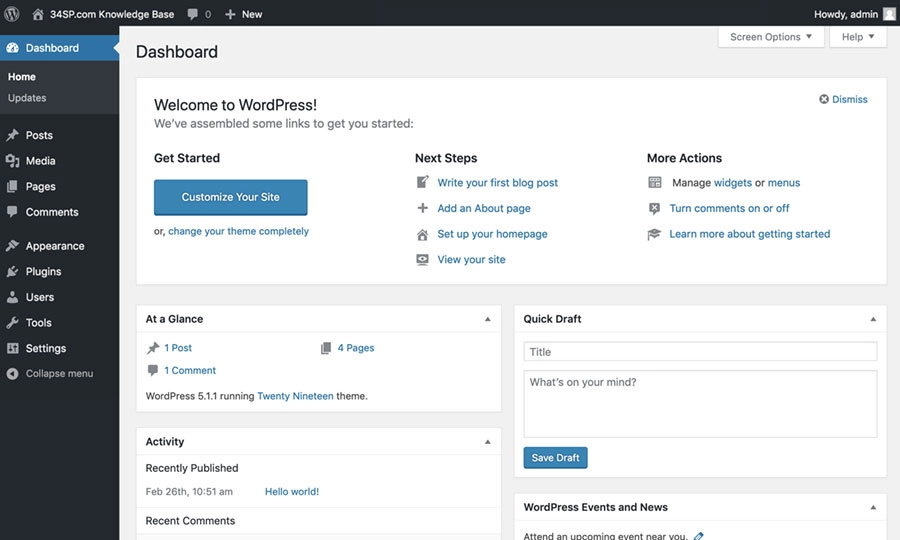 34SP.com Knowledge Base 0 New Howdy, admin
Screen Options Help
Dashboard
Home
Updates
Posts
Media
Pages
Comments
Appearance
Plugins
Users
Tools
Settings
Collapse menu
Dashboard
Welcome to WordPress!
We've assembled some links to get you started:
Dismiss
Get Started
Customize Your Site
or, change your theme completely
Next Steps
Write your first blog post
Add an About page
Set up your homepage
View your site
More Actions
Manage widgets or menus
Turn comments on or off
Learn more about getting started
At a Glance
1 Post 4 Pages
1 Comment
WordPress 5.1.1 running Twenty Nineteen theme.
Activity
Recently Published
Feb 26th, 10:51 am Hello world!
Recent Comments
Quick Draft
Title
What's on your mind?
Save Draft
WordPress Events and News
Attend an upcoming event near you.